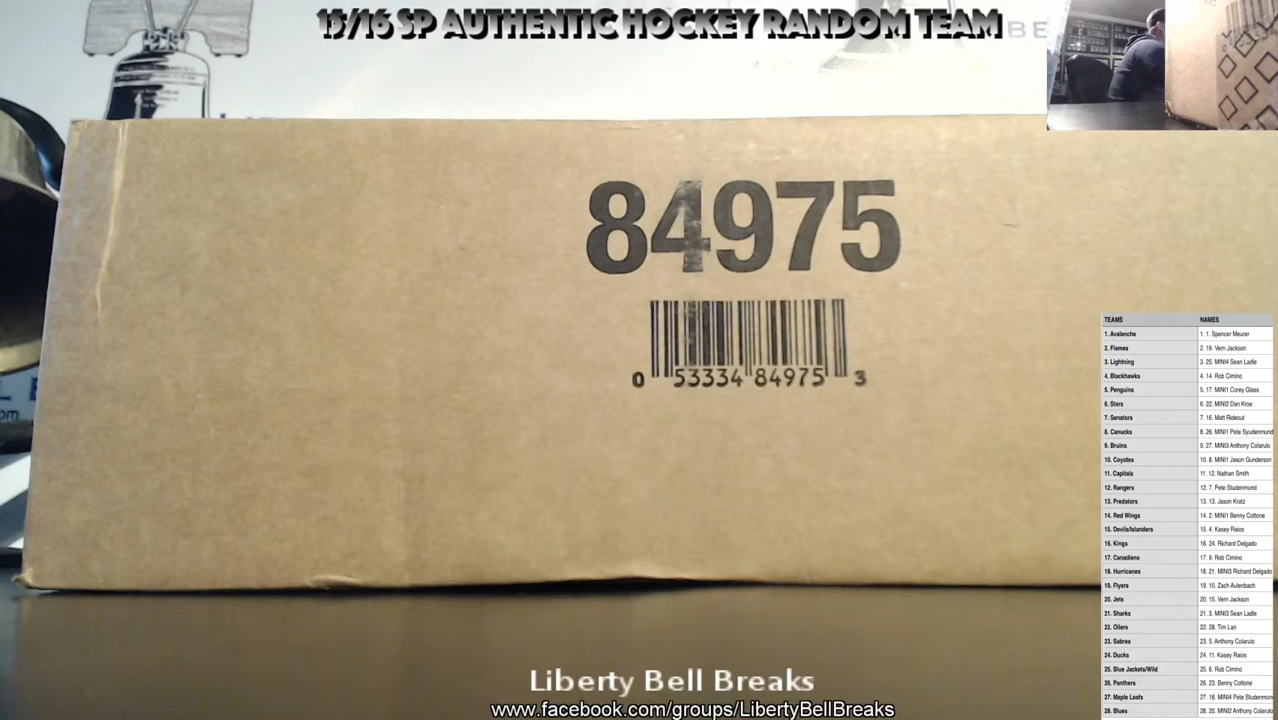 15/16 SP AUTHENTIC HOCKEY RANDOM TEAM
84975
0 53334 84975 3
TEAMS NAMES
1. Avalanche 1. 1. Spencer Meurer
2. Flames 2. 19. Vern Jackson
3. Lightning 3. 25. MINI4 Sean Ladle
4. Blackhawks 4. 14. Rob Cimino
5. Penguins 5. 17. MINI1 Corey Glass
6. Stars 6. 22. MINI2 Dan Kroe
7. Senators 7. 16. Matt Rideout
8. Canucks 8. 26. MINI1 Pete Syudenmund
9. Bruins 9. 27. MINI3 Anthony Colarulo
10. Coyotes 10. 8. MINI1 Jason Gunderson
11. Capitals 11. 12. Nathan Smith
12. Rangers 12. 7. Pete Studenmund
13. Predators 13. 13. Jason Kratz
14. Red Wings 14. 2. MINI1 Benny Cottone
15. Devils/Islanders 15. 4. Kasey Raios
16. Kings 16. 24. Richard Delgado
17. Canadiens 17. 9. Rob Cimino
18. Hurricanes 18. 21. MINI3 Richard Delgado
19. Flyers 19. 10. Zach Aulenbach
20. Jets 20. 15. Vern Jackson
21. Sharks 21. 3. MINI3 Sean Ladle
22. Oilers 22. 28. Tim Lan
23. Sabres 23. 5. Anthony Colarulo
24. Ducks 24. 11. Kasey Raios
25. Blue Jackets/Wild 25. 6. Rob Cimino
26. Panthers 26. 23. Benny Cottone
27. Maple Leafs 27. 18. MINI4 Pete Studenmun
28. Blues 28. 20. MINI2 Anthony Colarulo
Liberty Bell Breaks
www.facebook.com/groups/LibertyBellBreaks